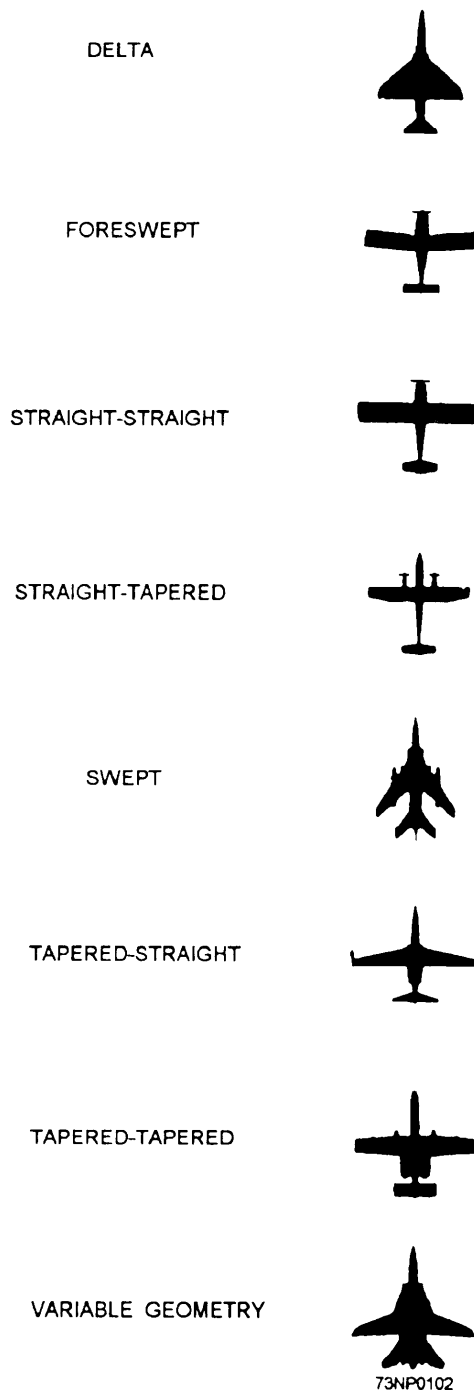 DELTA
FORESWEPT
STRAIGHT-STRAIGHT
STRAIGHT-TAPERED
SWEPT
TAPERED-STRAIGHT
TAPERED-TAPERED
VARIABLE GEOMETRY
73NP0102